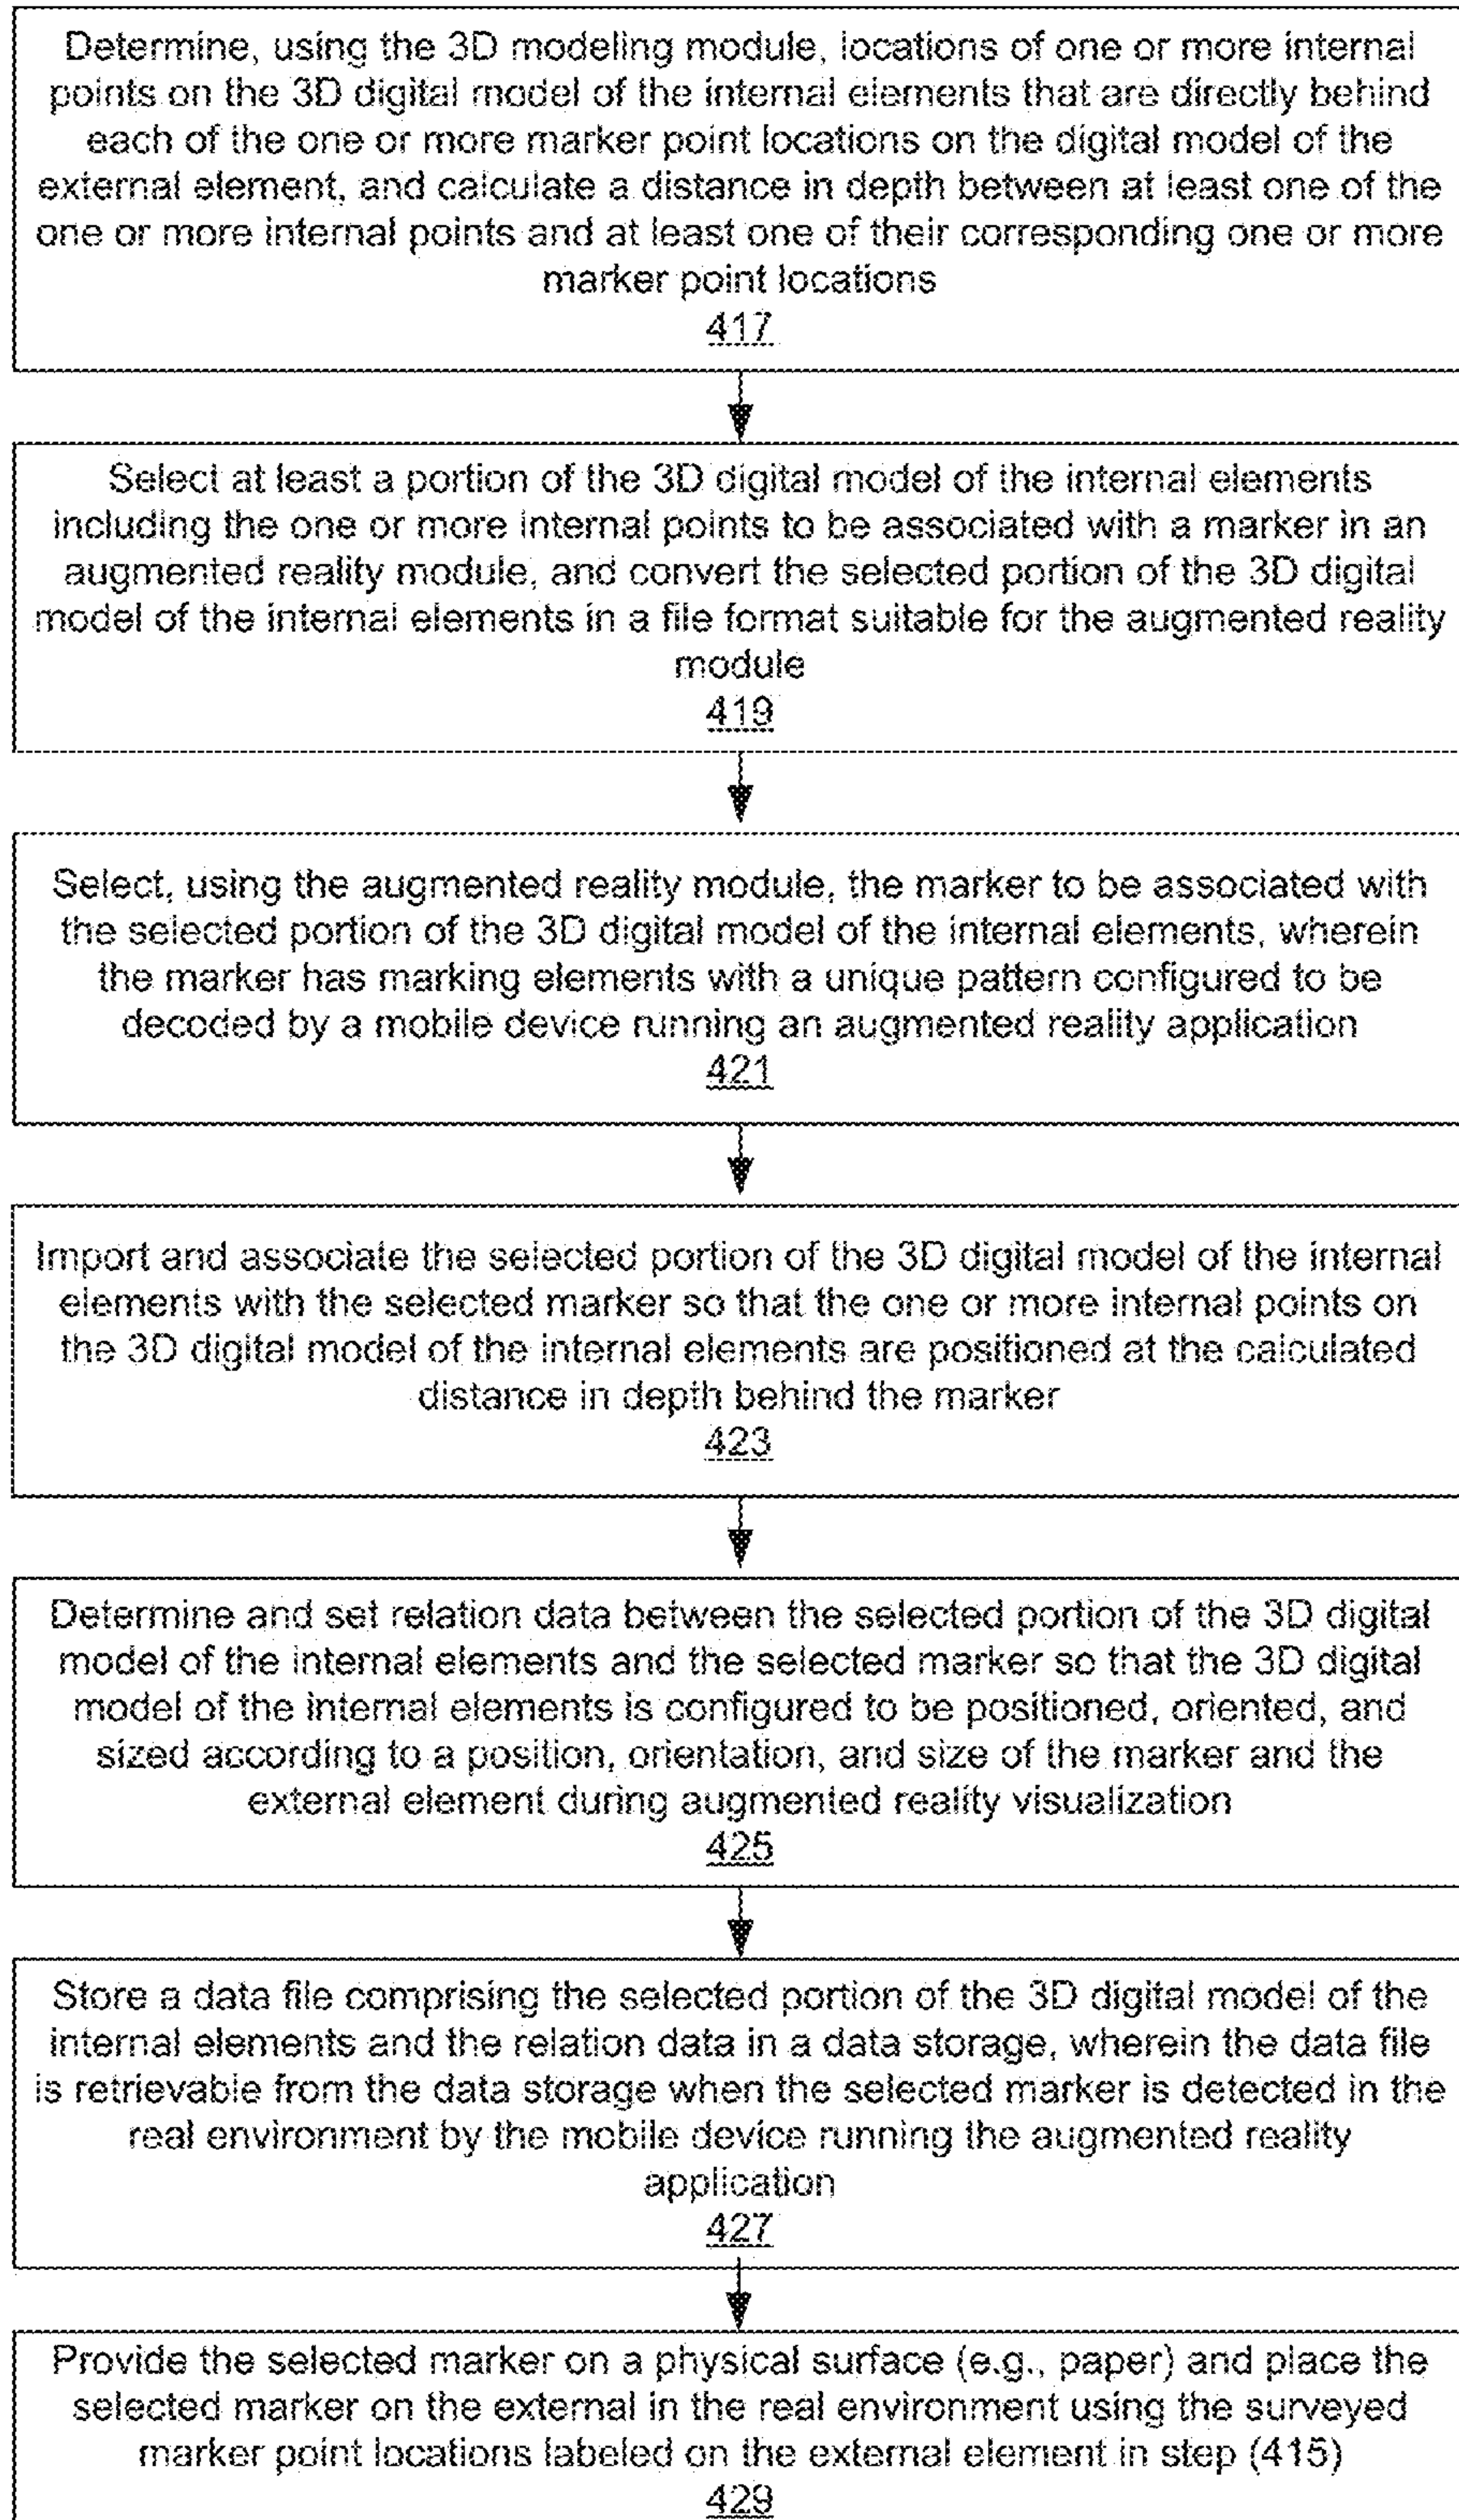 Determine, using the 3D modeling module, locations of one or more internal
points on the 3D digital model of the internal elements that are directly behind
each of the one or more marker point locations on the digital model of the
external element, and calculate a distance in depth between at least one of the
one or more internal points and at least one of their corresponding one or more
marker point locations
417
Select at least a portion of the 3D digital model of the internal elements
including the one or more internal points to be associated with a marker in an
augmented reality module, and convert the selected portion of the 3D digital
model of the internal elements in a file format suitable for the augmented reality
module
419
Select, using the augmented reality module, the marker to be associated with
the selected portion of the 3D digital model of the internal elements, wherein
the marker has marking elements with a unique pattern configured to be
decoded by a mobile device running an augmented reality application
421
Import and associate the selected portion of the 3D digital model of the internal
elements with the selected marker so that the one or more internal points on
the 3D digital model of the internal elements are positioned at the calculated
distance in depth behind the marker
423
Determine and set relation data between the selected portion of the 3D digital
model of the internal elements and the selected marker so that the 3D digital
model of the internal elements is configured to be positioned, oriented, and
sized according to a position, orientation, and size of the marker and the
external element during augmented reality visualization
425
Store a data file comprising the selected portion of the 3D digital model of the
internal elements and the relation data in a data storage, wherein the data file
is retrievable from the data storage when the selected marker is detected in the
real environment by the mobile device running the augmented reality
application
427
Provide the selected marker on a physical surface (e.g., paper) and place the
selected marker on the external in the real environment using the surveyed
marker point locations labeled on the external element in step (415)
429